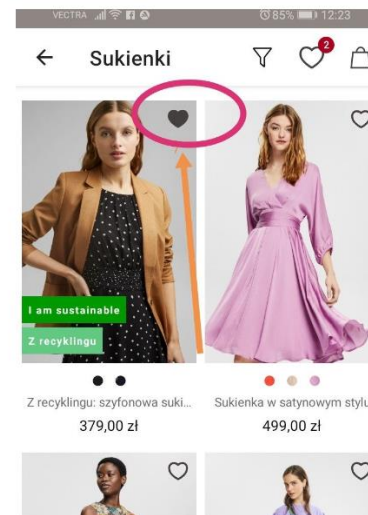 VECTRA 85% 12:23
Sukienki
2
I am sustainable
Z recyklingu
Z recyklingu: szyfonowa suki... Sukienka w satynowym stylu
379,00 zł 499,00 zł